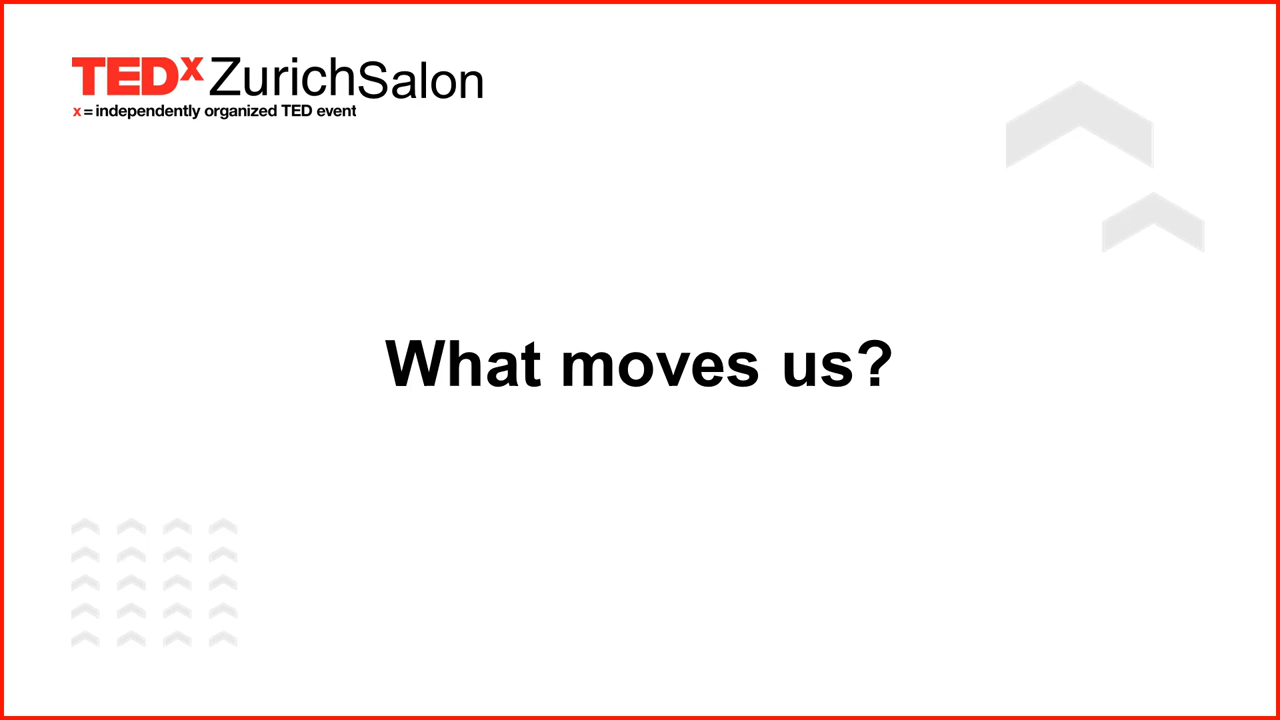 TEDx ZurichSalon
x = independently organized TED event
What moves us?